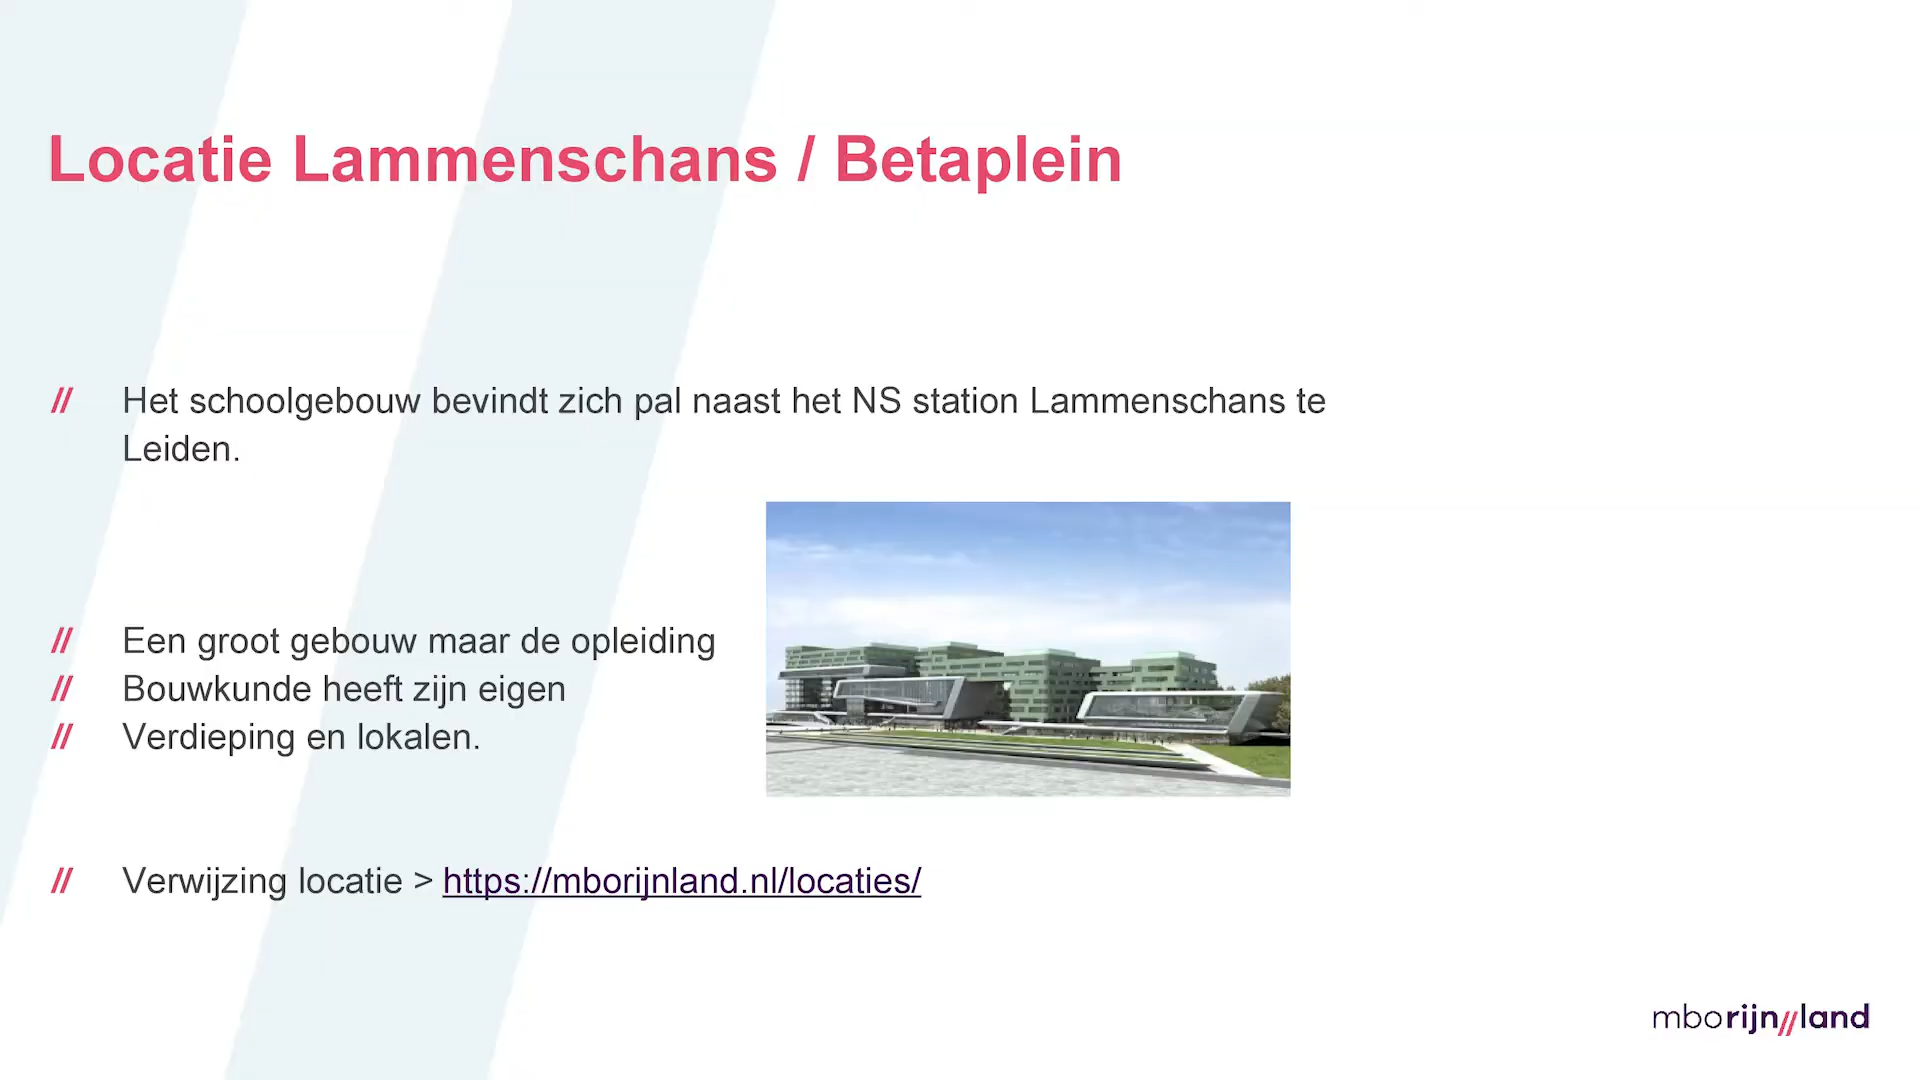 Locatie Lammenschans / Betaplein
// Het schoolgebouw bevindt zich pal naast het NS station Lammenschans te
Leiden.
// Een groot gebouw maar de opleiding
// Bouwkunde heeft zijn eigen
// Verdieping en lokalen.
// Verwijzing locatie > https://mborijnland.nl/locaties/
mborijn//land